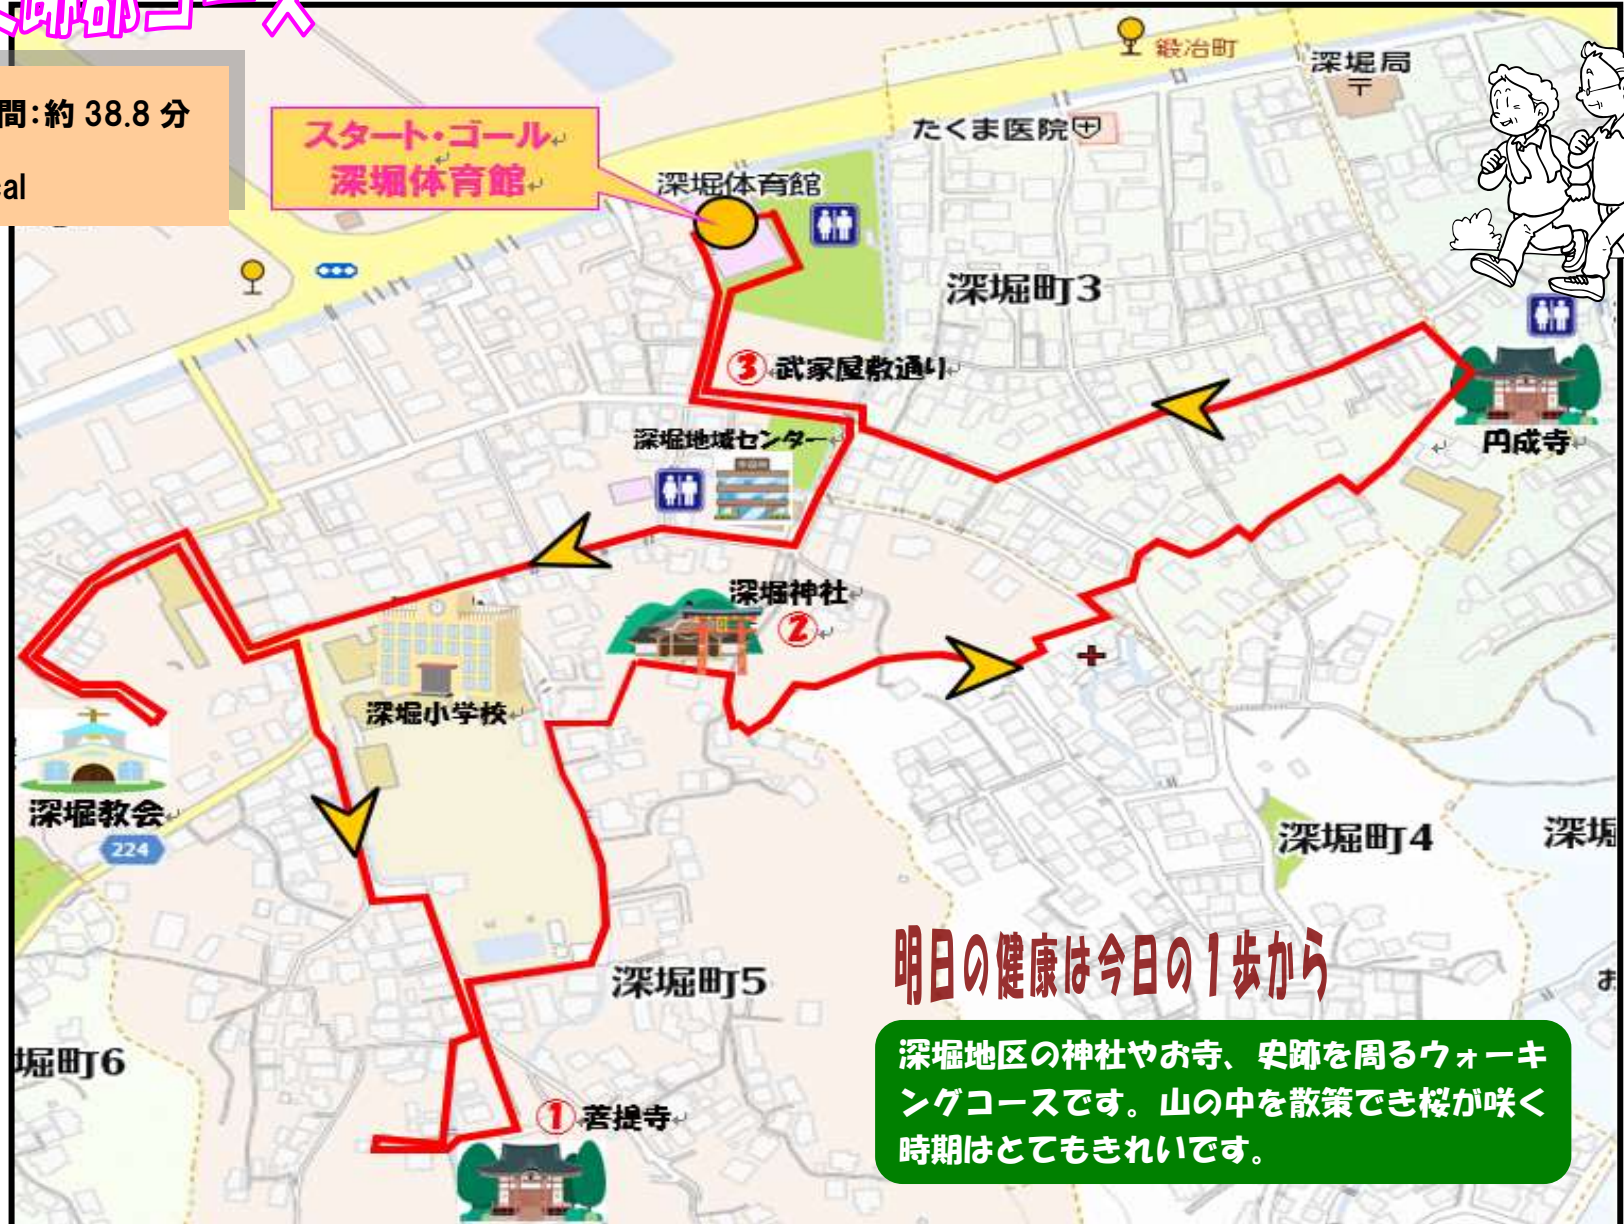 コース
間:約 38.8 分
cal
スタート・ゴール
深堀体育館
深堀体育館
鍛冶町
深堀局
たくま医院
深堀町3
③ 武家屋敷通り
深堀地域センター
円成寺
深堀神社
②
深堀小学校
深堀教会
224
深堀町4
深堀
深堀町5
堀町6
お
① 菩提寺
明日の健康は今日の1歩から
深堀地区の神社やお寺、史跡を周るウォーキ
ングコースです。山の中を散策でき桜が咲く
時期はとてもきれいです。